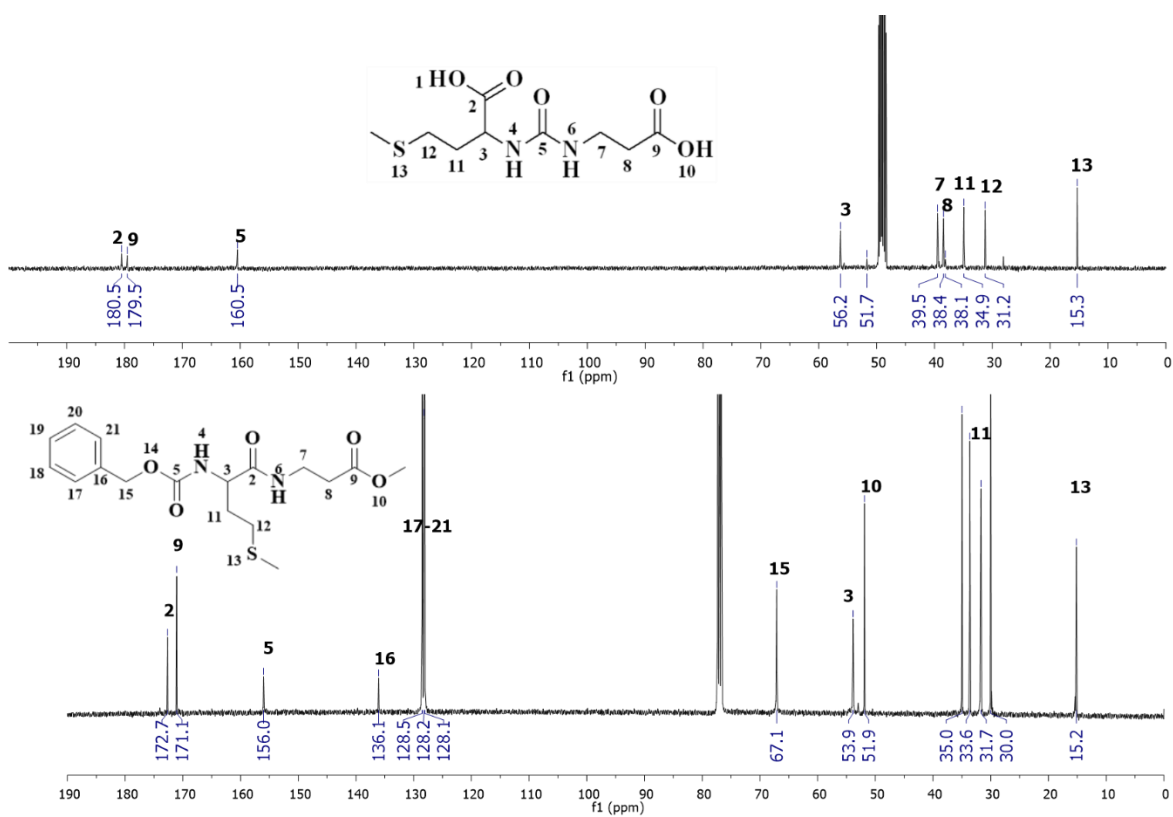 1 HO O
2 O O
4 6
H H
N N
S 12 3 5 7 9 OH
13 11 8 10
2 9 5 3 7 8 11 12 13
180.5 179.5 160.5 56.2 51.7 39.5 38.4 38.1 34.9 31.2 15.3
190 180 170 160 150 140 130 120 110 100 90 80 70 60 50 40 30 20 10 0
f1 (ppm)
20
19 21 4 H O O
18 16 14 O 5 N 3 2 6 N H 7 8 9 O 10
17 15 O 11 12
S
13
2 9 5 16 17-21 15 3 10 11 13
172.7 171.1 156.0 136.1 128.5 128.2 128.1 67.1 53.9 51.9 35.0 33.6 31.7 30.0 15.2
190 180 170 160 150 140 130 120 110 100 90 80 70 60 50 40 30 20 10 0
f1 (ppm)